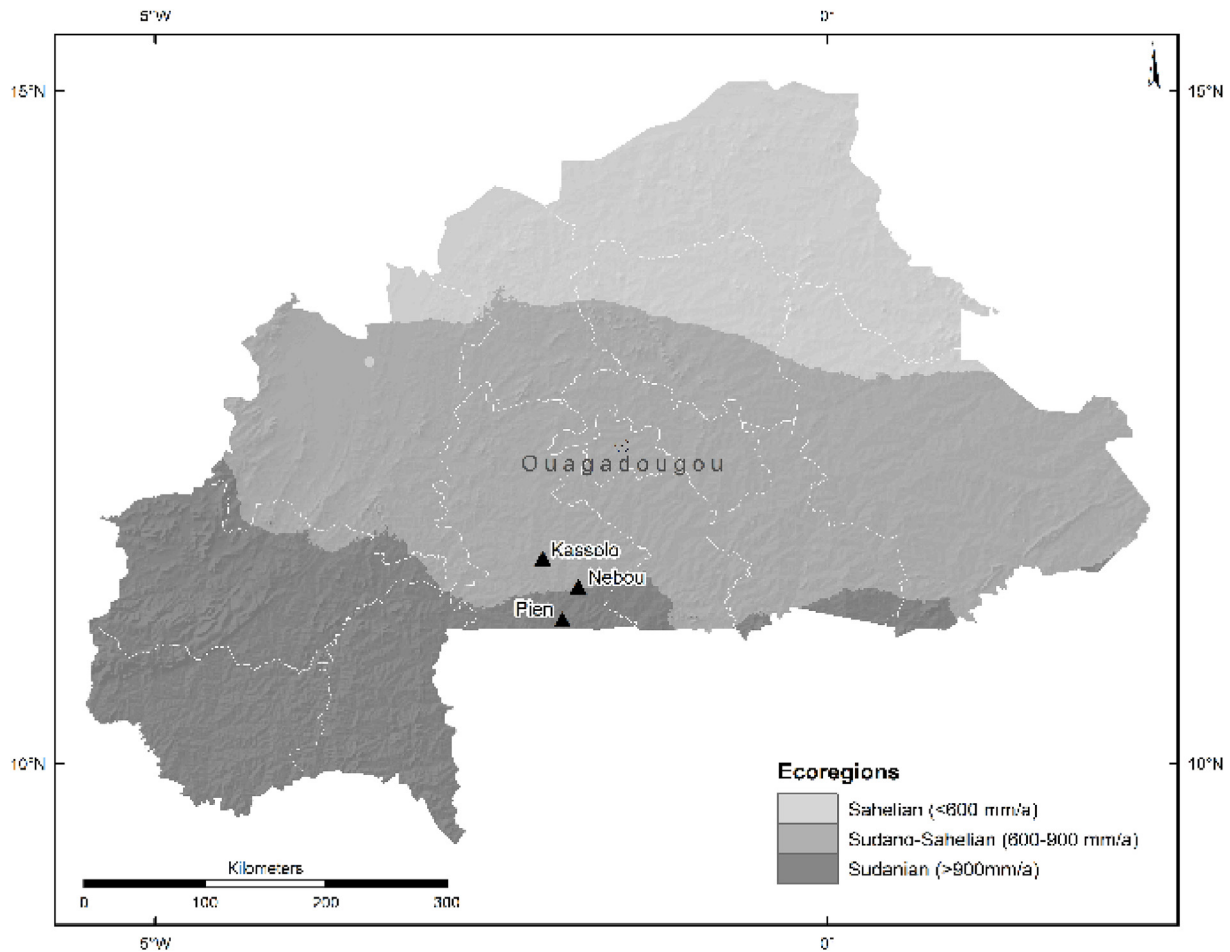 5°W 0°
15°N 15°N
Ouagadougou
Kassolo
Nebou
Pien
10°N 10°N
Ecoregions
Sahelian (<600 mm/a)
Sudano-Sahelian (600-900 mm/a)
Sudanian (>900mm/a)
Kilometers
0 100 200 300
5°W 0°